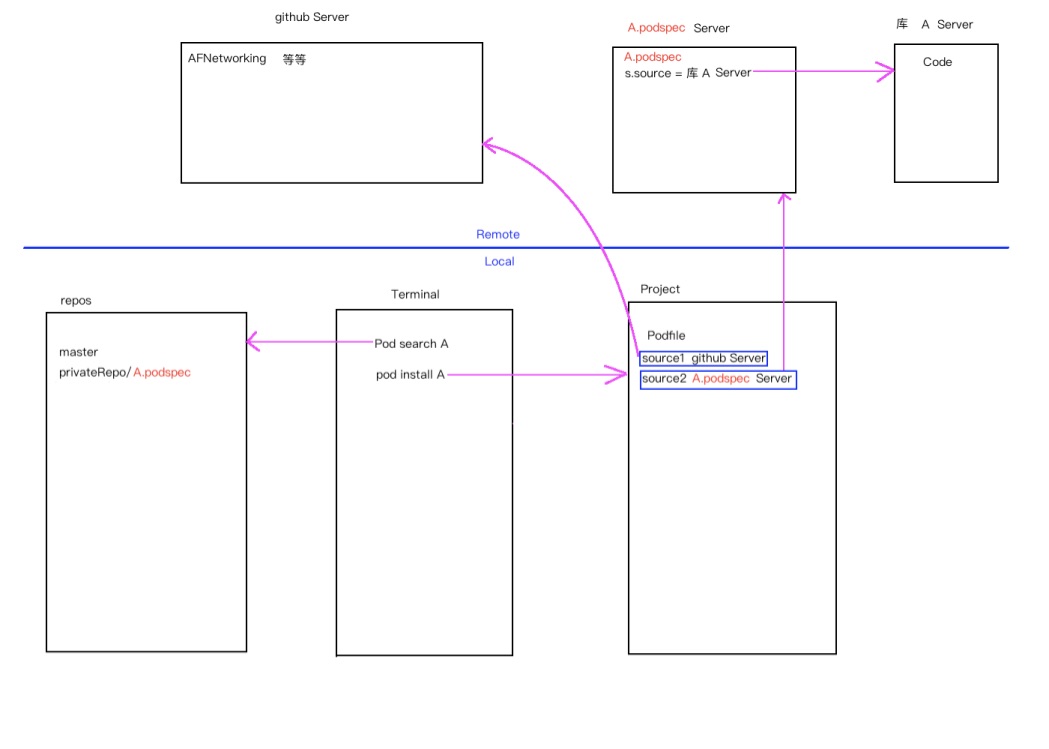 github Server
A.podspec Server
库 A Server
AFNetworking 等等
A.podspec
s.source = 库 A Server
Code
Remote
Local
repos
master
privateRepo/A.podspec
Terminal
Pod search A
pod install A
Project
Podfile
source1 github Server
source2 A.podspec Server